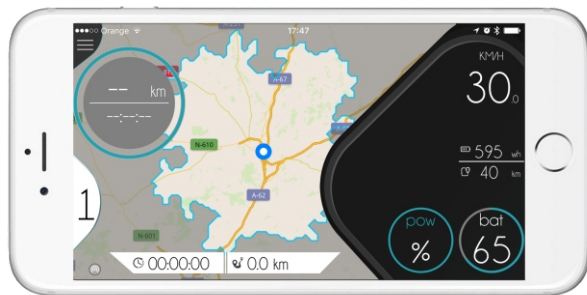 Orange 17:47
-- km
--:--:--
A-67
N-610
A-62
N-601
1
00:00:00
0.0 km
KM/H
30.0
595 wh
40 km
pow
%
bat
65